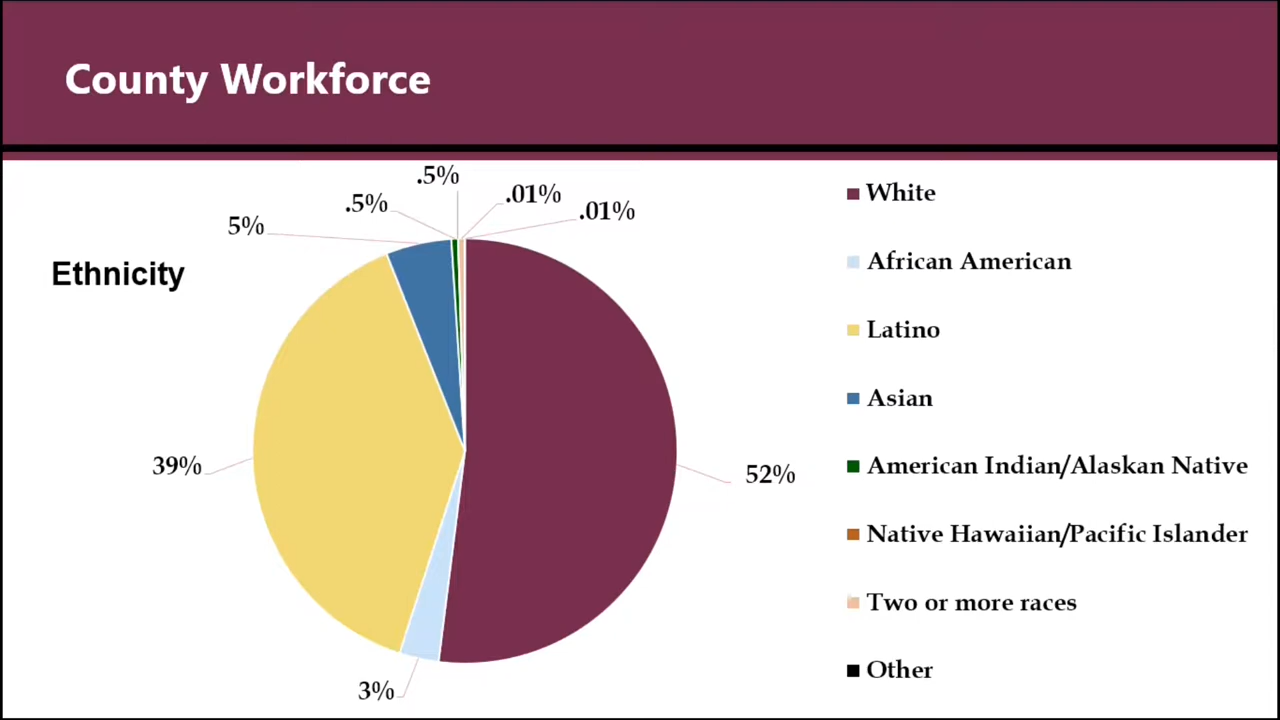 County Workforce
Ethnicity
.5%
.5%
.01%
.01%
5%
39%
52%
3%
White
African American
Latino
Asian
American Indian/Alaskan Native
Native Hawaiian/Pacific Islander
Two or more races
Other